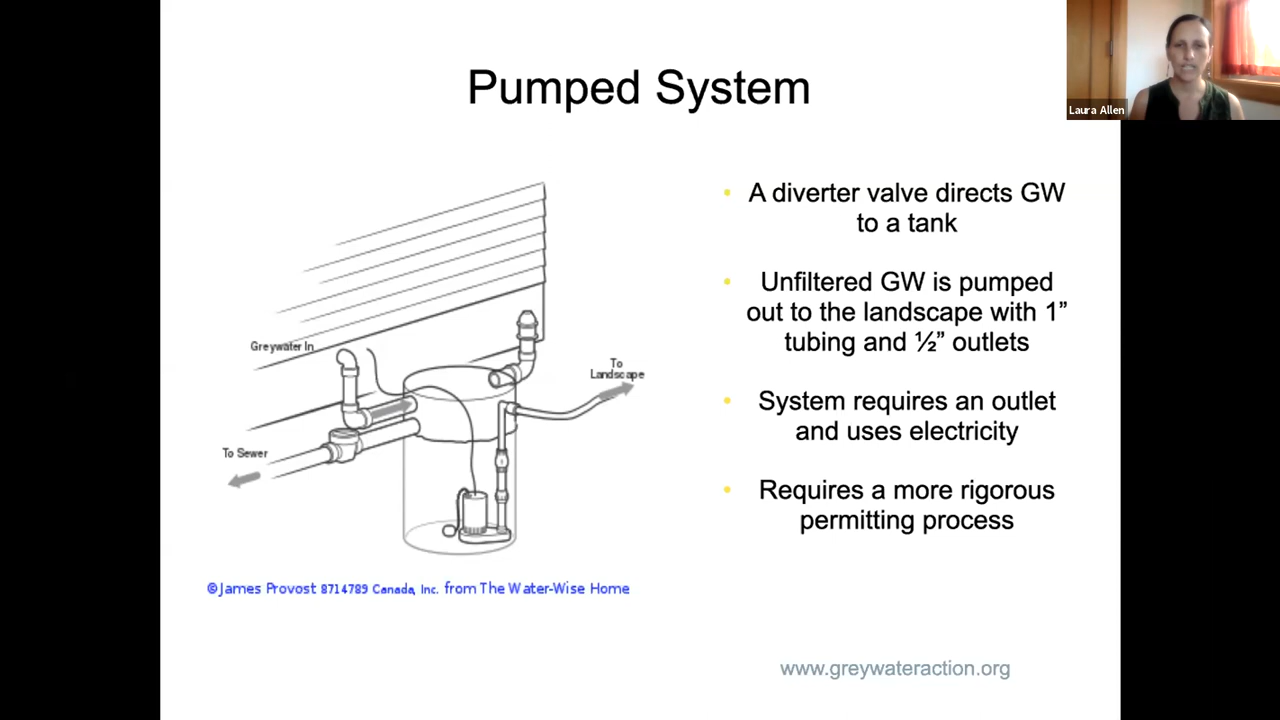 Pumped System
Laura Allen
• A diverter valve directs GW
to a tank
• Unfiltered GW is pumped
out to the landscape with 1”
tubing and ½” outlets
• System requires an outlet
and uses electricity
• Requires a more rigorous
permitting process
Greywater In
To
Landscape
To Sewer
©James Provost 8714789 Canada, Inc. from The Water-Wise Home
www.greywateraction.org